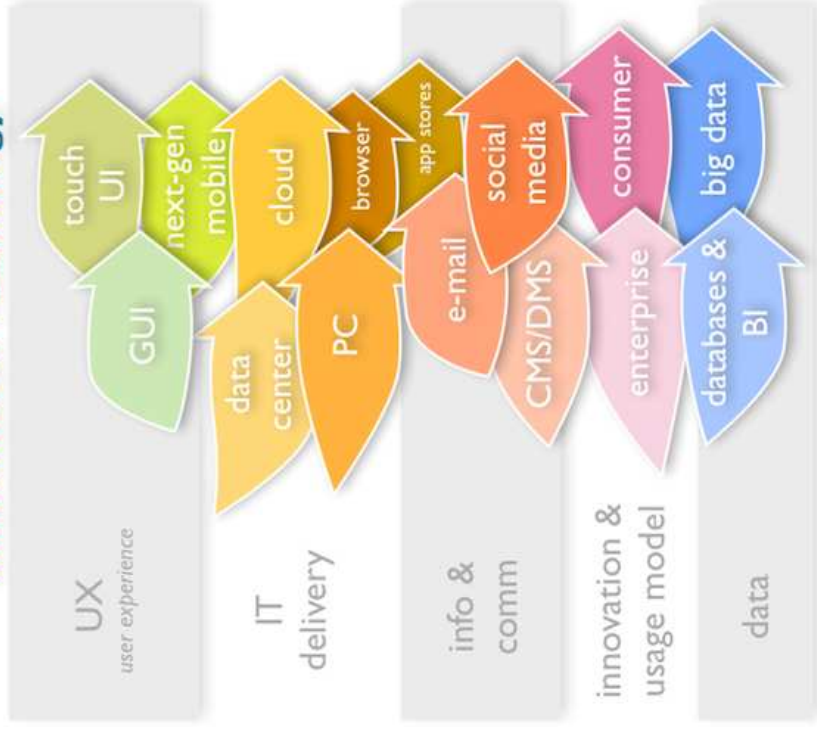 UX
user experience
IT
delivery
info &
comm
innovation &
usage model
data
GUI
touch
UI
next-gen
mobile
data
center
cloud
PC
browser
app stores
e-mail
social
media
CMS/DMS
enterprise
consumer
databases &
BI
big data